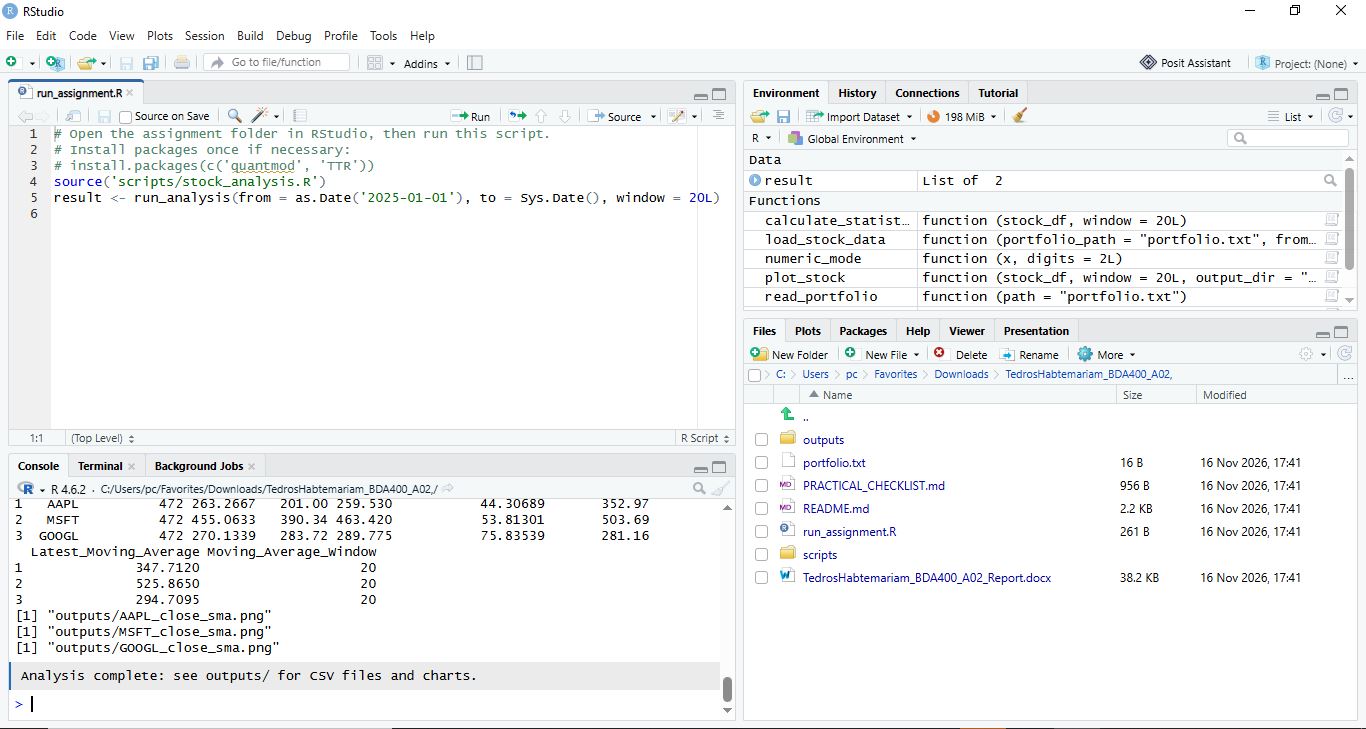 RStudio
File Edit Code View Plots Session Build Debug Profile Tools Help
Go to file/function Addins Posit Assistant Project: (None)
run_assignment.R
Source on Save Run Source
1 # Open the assignment folder in RStudio, then run this script.
2 # Install packages once if necessary:
3 # install.packages(c('quantmod', 'TTR'))
4 source('scripts/stock_analysis.R')
5 result <- run_analysis(from = as.Date('2025-01-01'), to = Sys.Date(), window = 20L)
6
1:1 (Top Level) R Script
Console Terminal Background Jobs
R 4.6.2 · C:/Users/pc/Favorites/Downloads/TedrosHabtemariam_BDA400_A02,/
1 AAPL 472 263.2667 201.00 259.530 44.30689 352.97
2 MSFT 472 455.0633 390.34 463.420 53.81301 503.69
3 GOOGL 472 270.1339 283.72 289.775 75.83539 281.16
Latest_Moving_Average Moving_Average_Window
1 347.7120 20
2 525.8650 20
3 294.7095 20
[1] "outputs/AAPL_close_sma.png"
[1] "outputs/MSFT_close_sma.png"
[1] "outputs/GOOGL_close_sma.png"
Analysis complete: see outputs/ for CSV files and charts.
>
Environment History Connections Tutorial
Import Dataset 198 MiB List
R Global Environment
Data
result List of 2
Functions
calculate_statist… function (stock_df, window = 20L)
load_stock_data function (portfolio_path = "portfolio.txt", from…
numeric_mode function (x, digits = 2L)
plot_stock function (stock_df, window = 20L, output_dir = "…
read_portfolio function (path = "portfolio.txt")
Files Plots Packages Help Viewer Presentation
New Folder New File Delete Rename More
C: Users pc Favorites Downloads TedrosHabtemariam_BDA400_A02, ...
Name Size Modified
..
outputs
portfolio.txt 16 B 16 Nov 2026, 17:41
MD PRACTICAL_CHECKLIST.md 956 B 16 Nov 2026, 17:41
MD README.md 2.2 KB 16 Nov 2026, 17:41
run_assignment.R 261 B 16 Nov 2026, 17:41
scripts
TedrosHabtemariam_BDA400_A02_Report.docx 38.2 KB 16 Nov 2026, 17:41